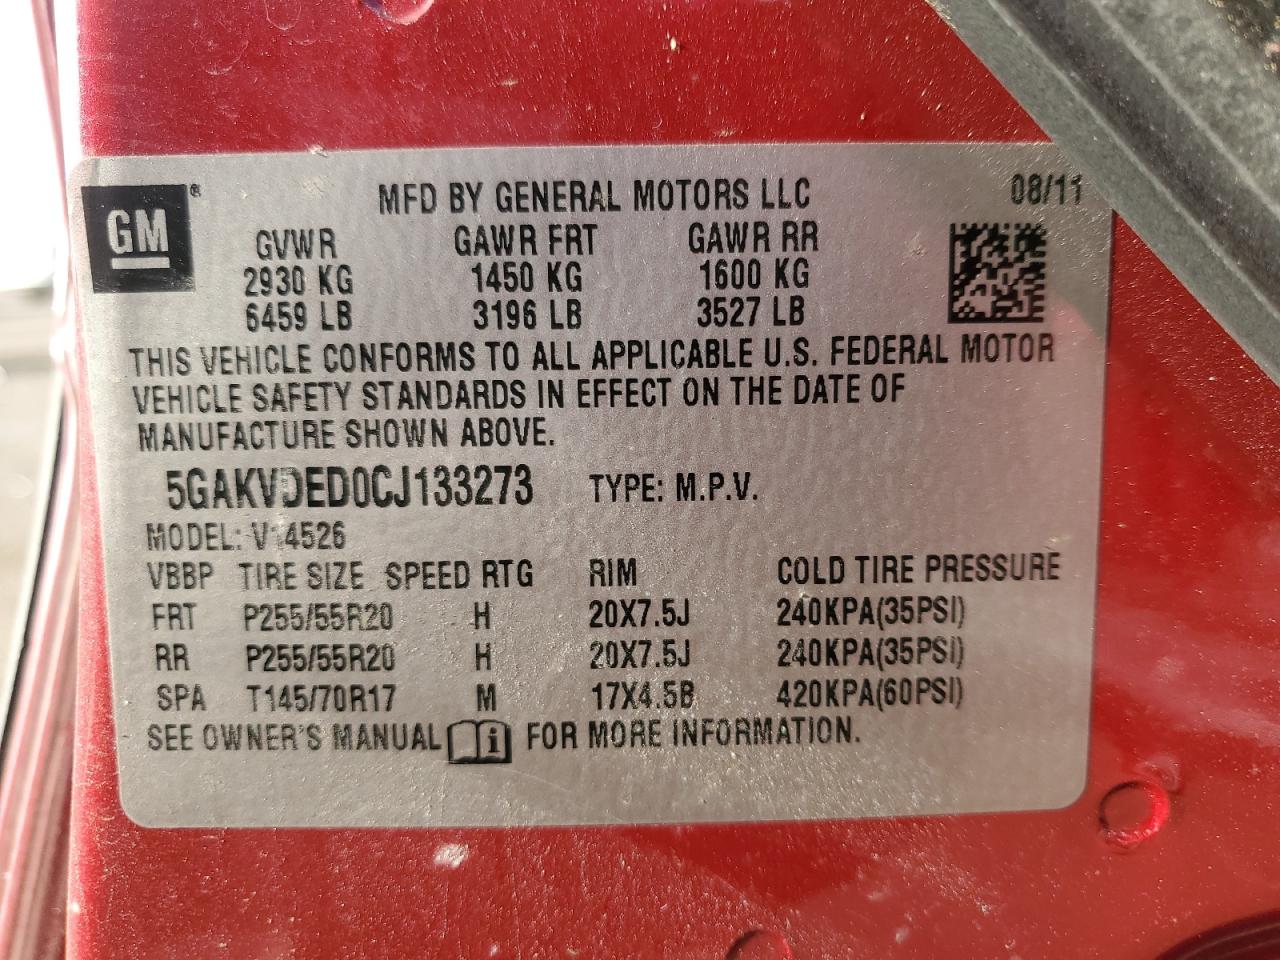 GM®
MFD BY GENERAL MOTORS LLC 08/11
GVWR GAWR FRT GAWR RR
2930 KG 1450 KG 1600 KG
6459 LB 3196 LB 3527 LB
THIS VEHICLE CONFORMS TO ALL APPLICABLE U.S. FEDERAL MOTOR
VEHICLE SAFETY STANDARDS IN EFFECT ON THE DATE OF
MANUFACTURE SHOWN ABOVE.
5GAKVDED0CJ133273 TYPE: M.P.V.
MODEL: V14526
VBBP TIRE SIZE SPEED RTG RIM COLD TIRE PRESSURE
FRT P255/55R20 H 20X7.5J 240KPA(35PSI)
RR P255/55R20 H 20X7.5J 240KPA(35PSI)
SPA T145/70R17 M 17X4.5B 420KPA(60PSI)
SEE OWNER'S MANUAL i FOR MORE INFORMATION.